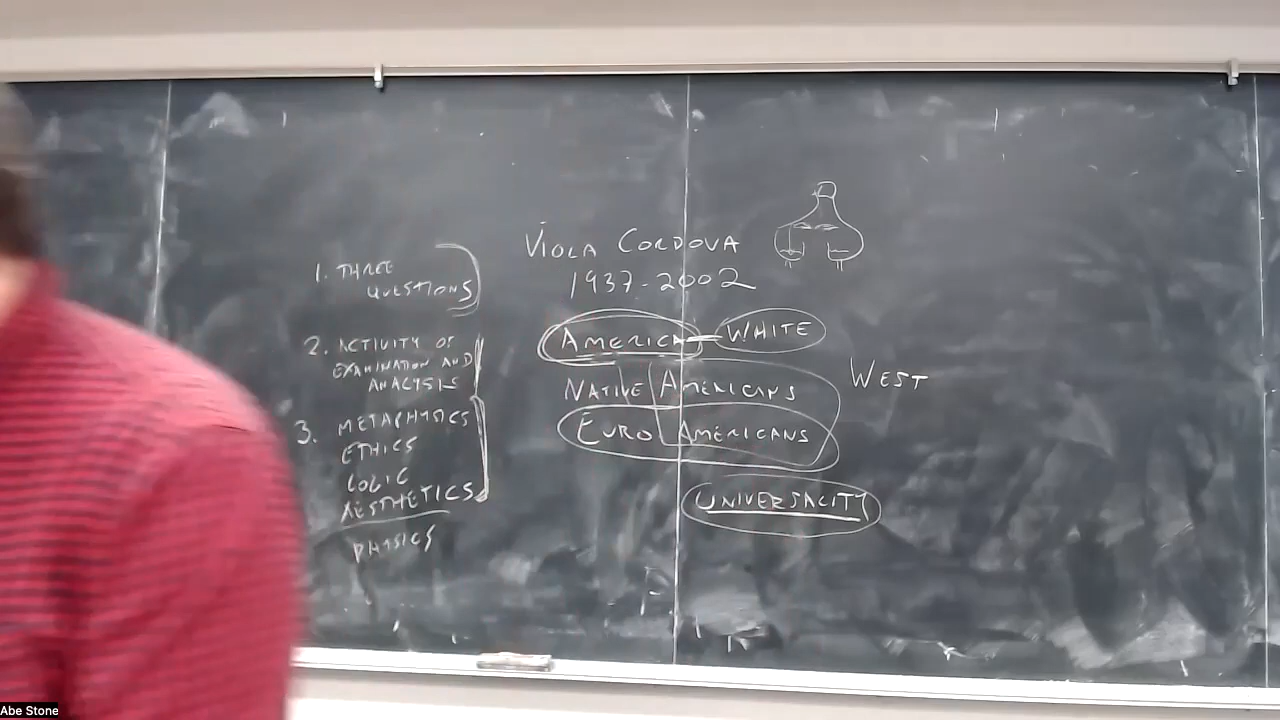 1. THREE
QUESTIONS
2. ACTIVITY OF
EXAMINATION AND
ANALYSIS
3. METAPHYSICS
ETHICS
LOGIC
AESTHETICS
PHYSICS
VIOLA CORDOVA
1937-2002
AMERICA - WHITE
NATIVE AMERICANS
EURO AMERICANS
WEST
UNIVERSALITY
Abe Stone